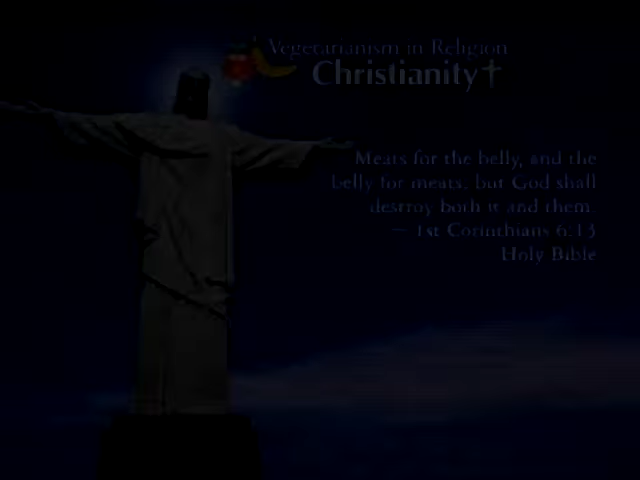 Vegetarianism in Religion
Christianity
Meats for the belly, and the
belly for meats, but God shall
destroy both it and them.
— 1st Corinthians 6:13
Holy Bible